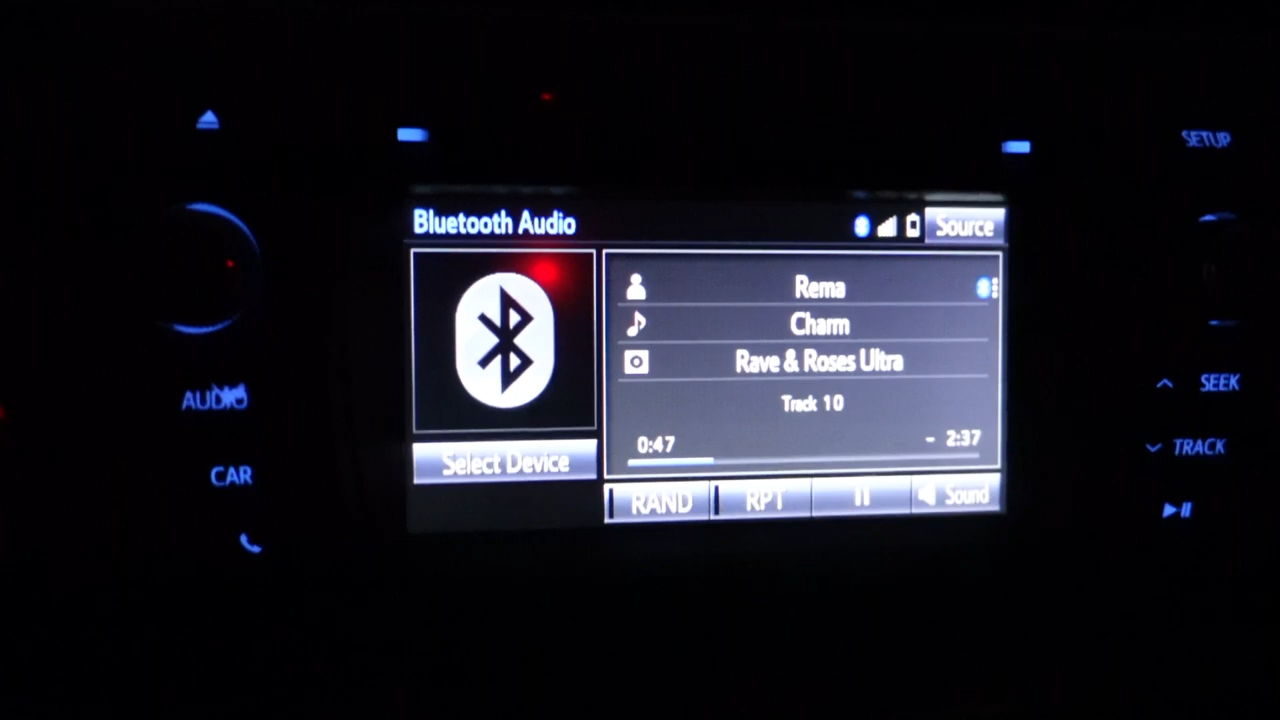 SETUP
Bluetooth Audio
Source
Rema
Charm
Rave & Roses Ultra
Track 10
0:47
- 2:37
Select Device
RAND
RPT
Sound
AUDIO
CAR
SEEK
TRACK